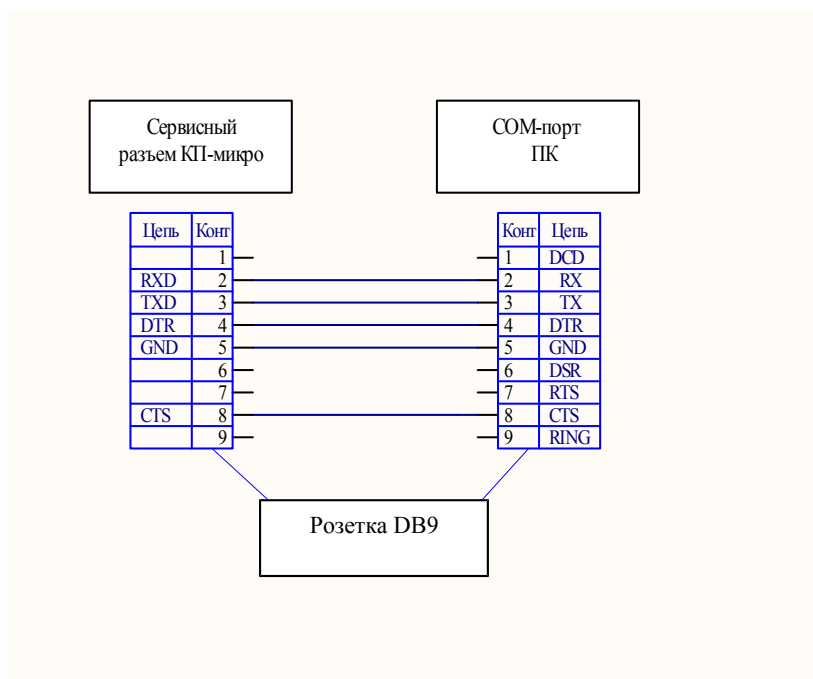 Сервисный
разъем КП-микро
COM-порт
ПК
Цепь Конт
Конт Цепь
1
1 DCD
RXD 2
2 RX
TXD 3
3 TX
DTR 4
4 DTR
GND 5
5 GND
6
6 DSR
7
7 RTS
CTS 8
8 CTS
9
9 RING
Розетка DB9